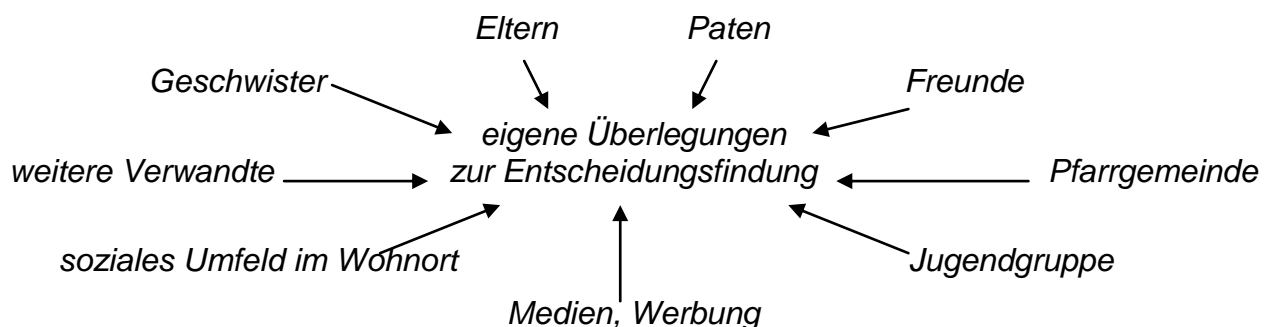 Eltern Paten
Geschwister Freunde
eigene Überlegungen
weitere Verwandte zur Entscheidungsfindung Pfarrgemeinde
soziales Umfeld im Wohnort Jugendgruppe
Medien, Werbung